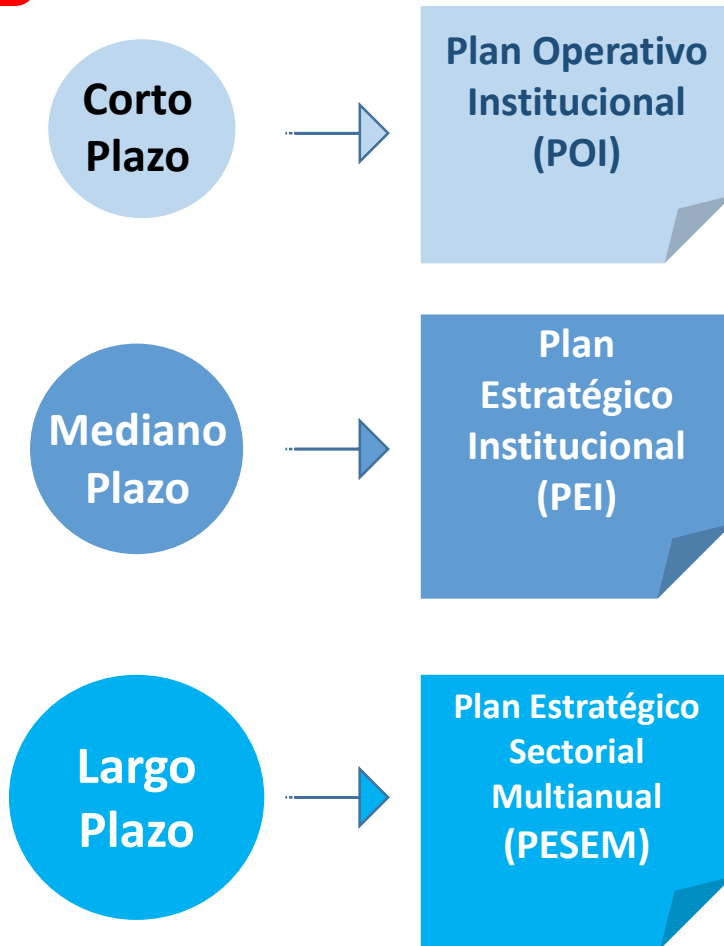 Corto
Plazo
Plan Operativo
Institucional
(POI)
Mediano
Plazo
Plan
Estratégico
Institucional
(PEI)
Largo
Plazo
Plan Estratégico
Sectorial
Multianual
(PESEM)